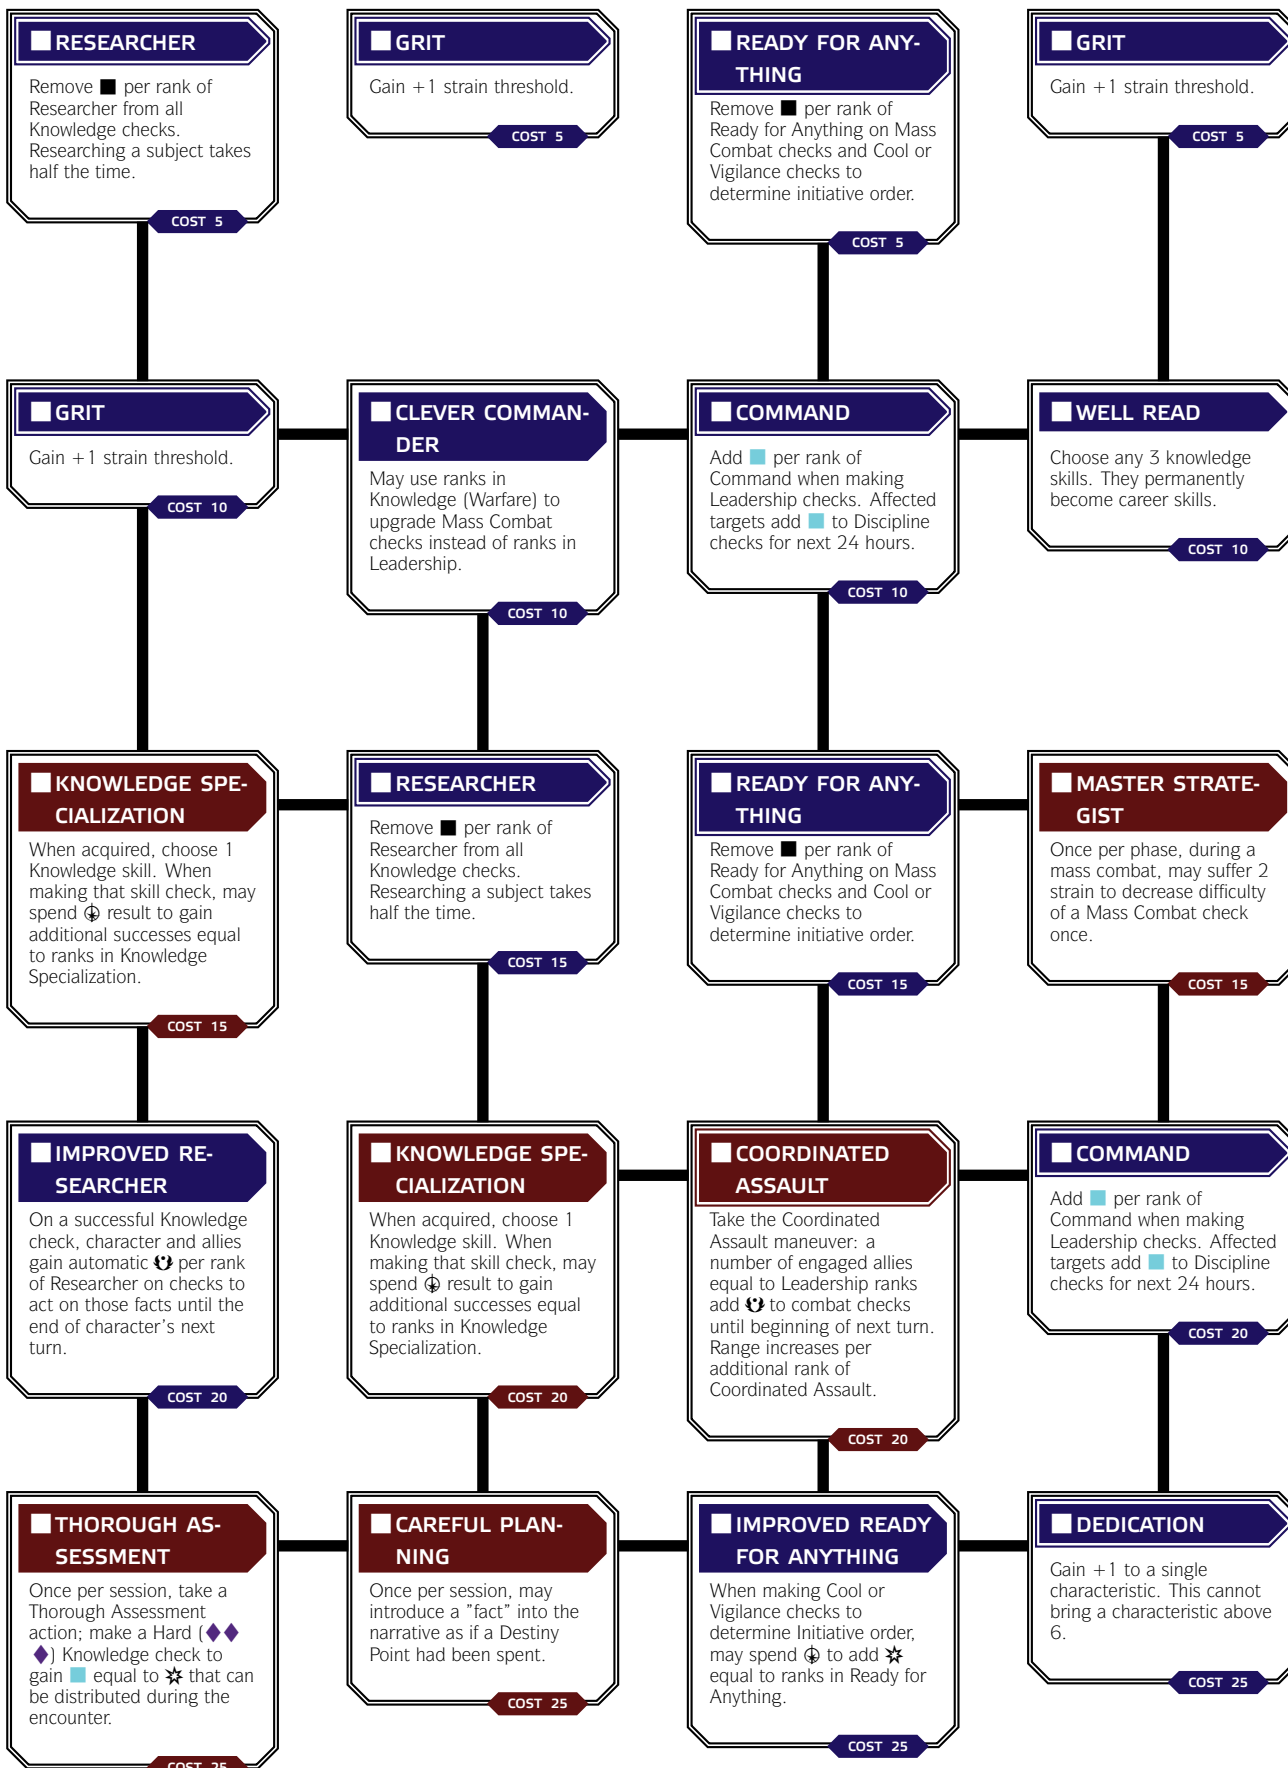 RESEARCHER
Remove per rank of
Researcher from all
Knowledge checks.
Researching a subject takes
half the time.
COST 5
GRIT
Gain +1 strain threshold.
COST 5
READY FOR ANY-
THING
Remove per rank of
Ready for Anything on Mass
Combat checks and Cool or
Vigilance checks to
determine initiative order.
COST 5
GRIT
Gain +1 strain threshold.
COST 5
GRIT
Gain +1 strain threshold.
COST 10
CLEVER COMMAN-
DER
May use ranks in
Knowledge (Warfare) to
upgrade Mass Combat
checks instead of ranks in
Leadership.
COST 10
COMMAND
Add per rank of
Command when making
Leadership checks. Affected
targets add to Discipline
checks for next 24 hours.
COST 10
WELL READ
Choose any 3 knowledge
skills. They permanently
become career skills.
COST 10
KNOWLEDGE SPE-
CIALIZATION
When acquired, choose 1
Knowledge skill. When
making that skill check, may
spend result to gain
additional successes equal
to ranks in Knowledge
Specialization.
COST 15
RESEARCHER
Remove per rank of
Researcher from all
Knowledge checks.
Researching a subject takes
half the time.
COST 15
READY FOR ANY-
THING
Remove per rank of
Ready for Anything on Mass
Combat checks and Cool or
Vigilance checks to
determine initiative order.
COST 15
MASTER STRATE-
GIST
Once per phase, during a
mass combat, may suffer 2
strain to decrease difficulty
of a Mass Combat check
once.
COST 15
IMPROVED RE-
SEARCHER
On a successful Knowledge
check, character and allies
gain automatic per rank
of Researcher on checks to
act on those facts until the
end of character's next
turn.
COST 20
KNOWLEDGE SPE-
CIALIZATION
When acquired, choose 1
Knowledge skill. When
making that skill check, may
spend result to gain
additional successes equal
to ranks in Knowledge
Specialization.
COST 20
COORDINATED
ASSAULT
Take the Coordinated
Assault maneuver: a
number of engaged allies
equal to Leadership ranks
add to combat checks
until beginning of next turn.
Range increases per
additional rank of
Coordinated Assault.
COST 20
COMMAND
Add per rank of
Command when making
Leadership checks. Affected
targets add to Discipline
checks for next 24 hours.
COST 20
THOROUGH AS-
SESSMENT
Once per session, take a
Thorough Assessment
action; make a Hard (◆◆
◆) Knowledge check to
gain equal to that can
be distributed during the
encounter.
COST 25
CAREFUL PLAN-
NING
Once per session, may
introduce a "fact" into the
narrative as if a Destiny
Point had been spent.
COST 25
IMPROVED READY
FOR ANYTHING
When making Cool or
Vigilance checks to
determine Initiative order,
may spend to add
equal to ranks in Ready for
Anything.
COST 25
DEDICATION
Gain +1 to a single
characteristic. This cannot
bring a characteristic above
6.
COST 25